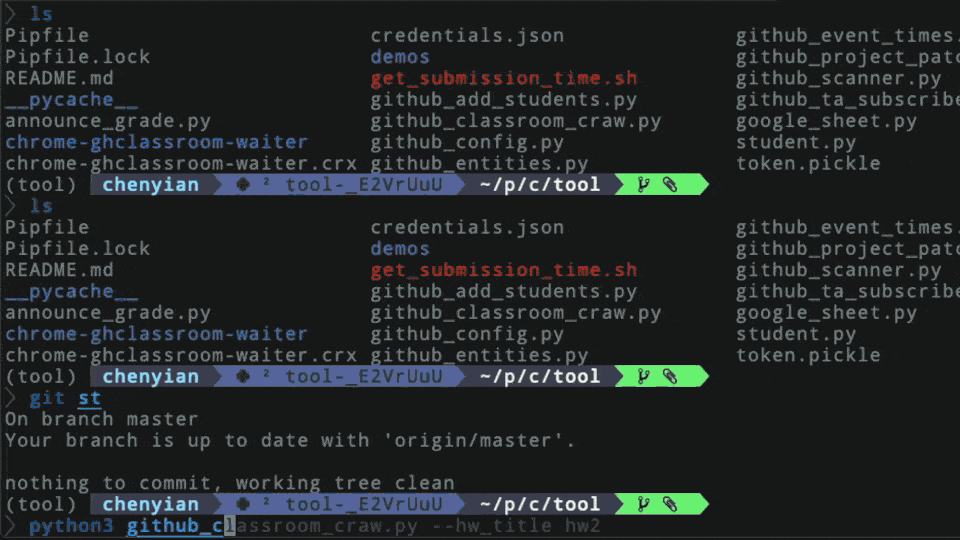 > ls
Pipfile credentials.json github_event_times.
Pipfile.lock demos github_project_patc
README.md get_submission_time.sh github_scanner.py
__pycache__ github_add_students.py github_ta_subscribe
announce_grade.py github_classroom_craw.py google_sheet.py
chrome-ghclassroom-waiter github_config.py student.py
chrome-ghclassroom-waiter.crx github_entities.py token.pickle
(tool) chenyian 2 tool-_E2VrUuU ~/p/c/tool
> ls
Pipfile credentials.json github_event_times.
Pipfile.lock demos github_project_patc
README.md get_submission_time.sh github_scanner.py
__pycache__ github_add_students.py github_ta_subscribe
announce_grade.py github_classroom_craw.py google_sheet.py
chrome-ghclassroom-waiter github_config.py student.py
chrome-ghclassroom-waiter.crx github_entities.py token.pickle
(tool) chenyian 2 tool-_E2VrUuU ~/p/c/tool
> git st
On branch master
Your branch is up to date with 'origin/master'.
nothing to commit, working tree clean
(tool) chenyian 2 tool-_E2VrUuU ~/p/c/tool
> python3 github_classroom_craw.py --hw_title hw2